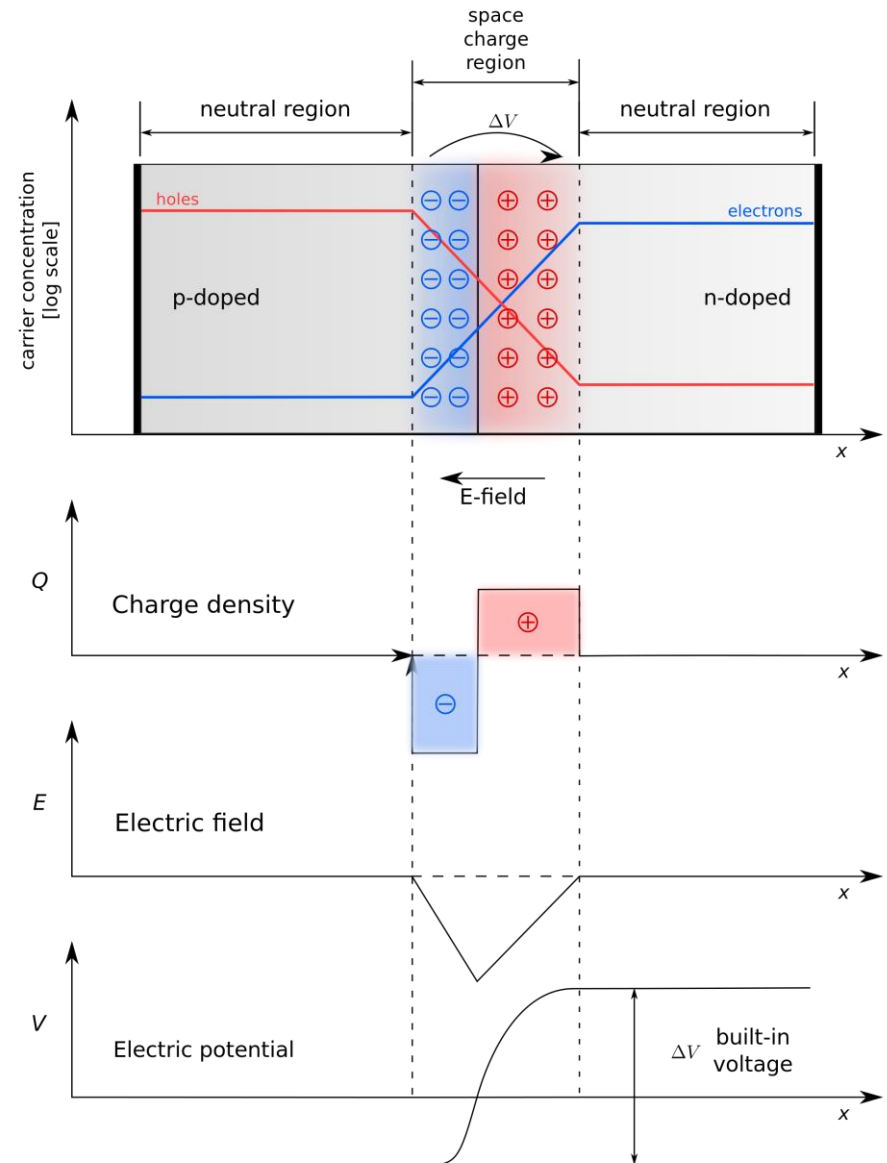 space
charge
region
neutral region
neutral region
ΔV
carrier concentration
[log scale]
holes
electrons
p-doped
n-doped
x
E-field
Q
Charge density
x
E
Electric field
x
V
Electric potential
ΔV
built-in
voltage
x